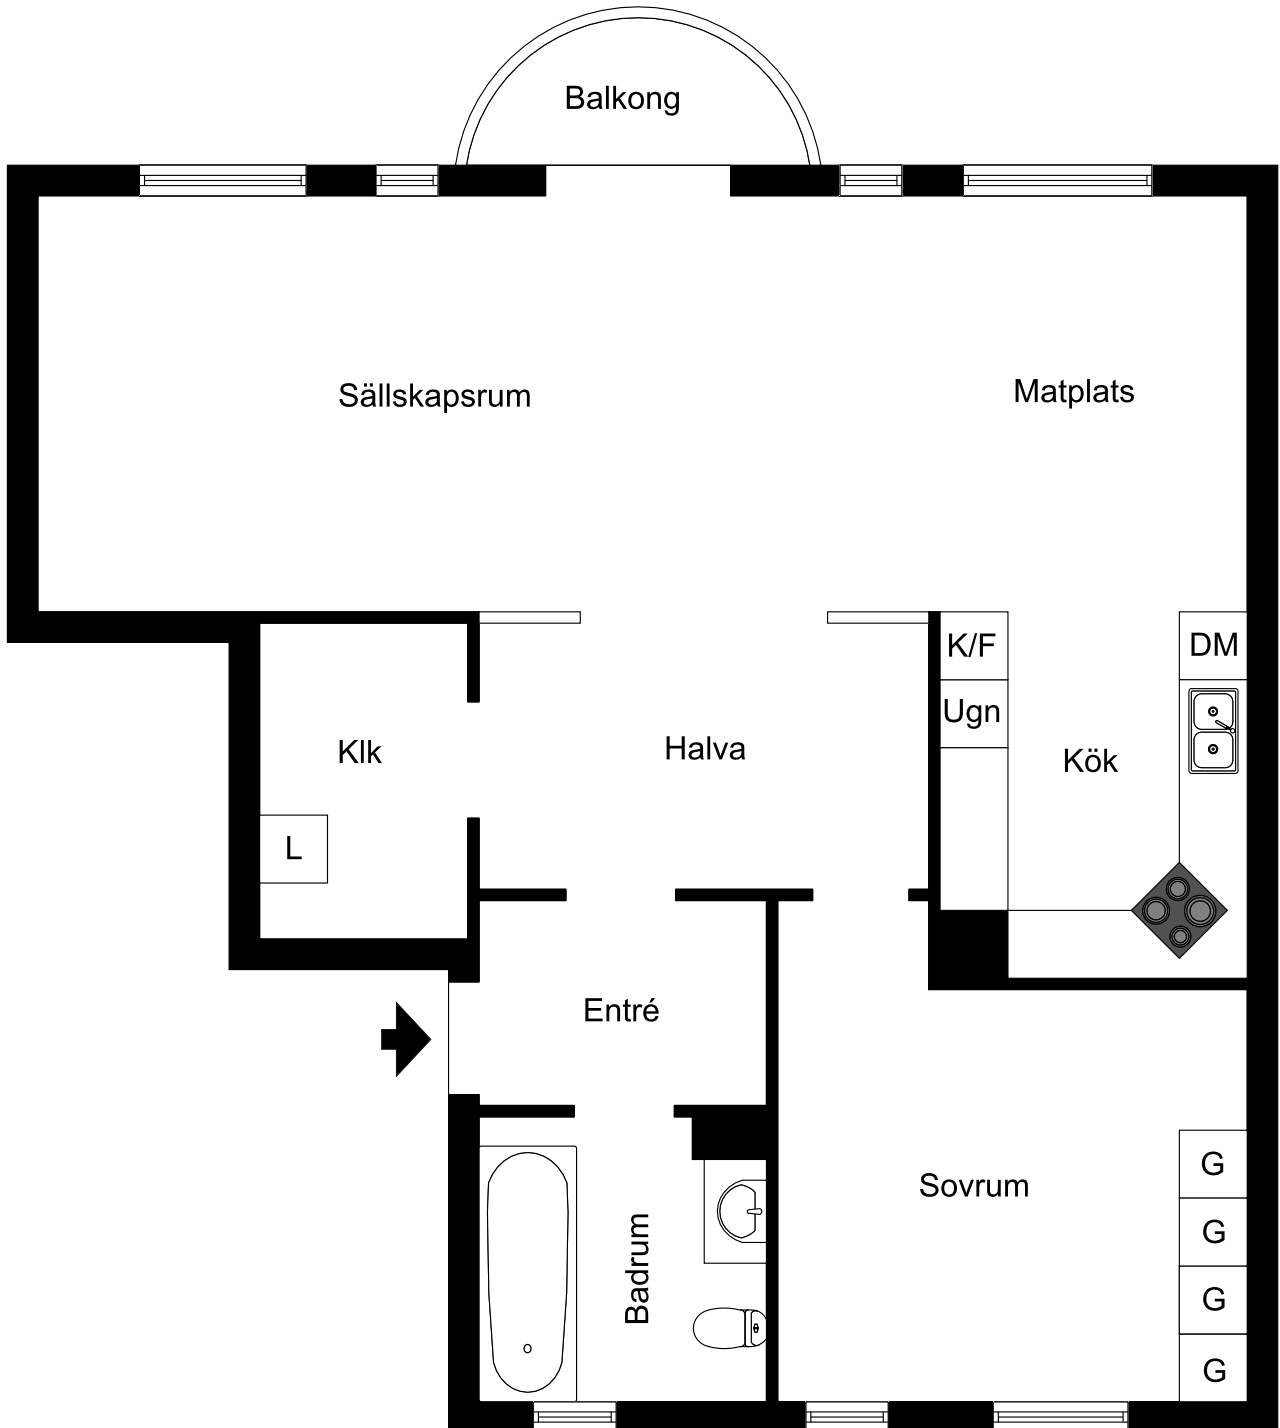 Balkong
Sällskapsrum
Matplats
K/F
DM
Ugn
Klk
Halva
Kök
L
Entré
Sovrum
Badrum
G
G
G
G